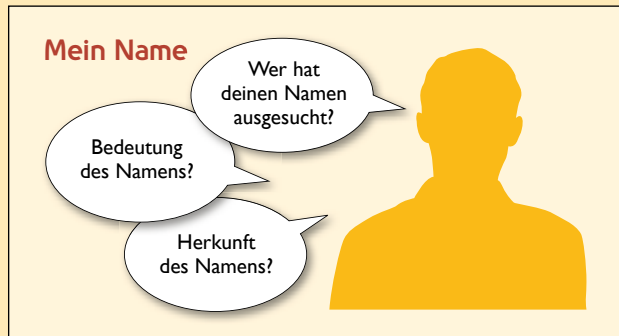 Mein Name
Wer hat
deinen Namen
ausgesucht?
Bedeutung
des Namens?
Herkunft
des Namens?